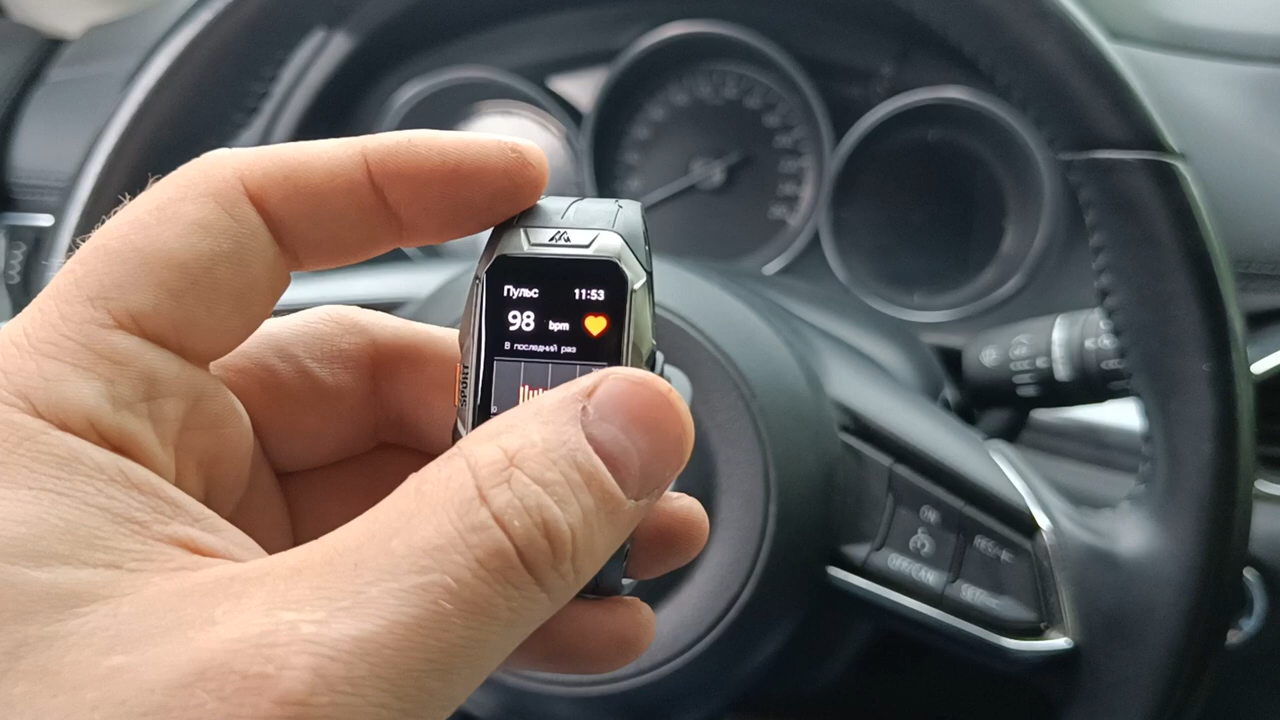 Пульс 11:53
98 bpm
В последний раз
SPORT
ON
OFF/CAN
RES/+
SET/-